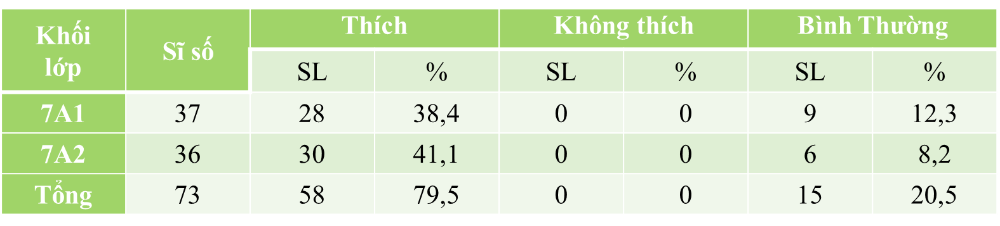 Khối lớp Sĩ số Thích Không thích Bình Thường
SL % SL % SL %
7A1 37 28 38,4 0 0 9 12,3
7A2 36 30 41,1 0 0 6 8,2
Tổng 73 58 79,5 0 0 15 20,5